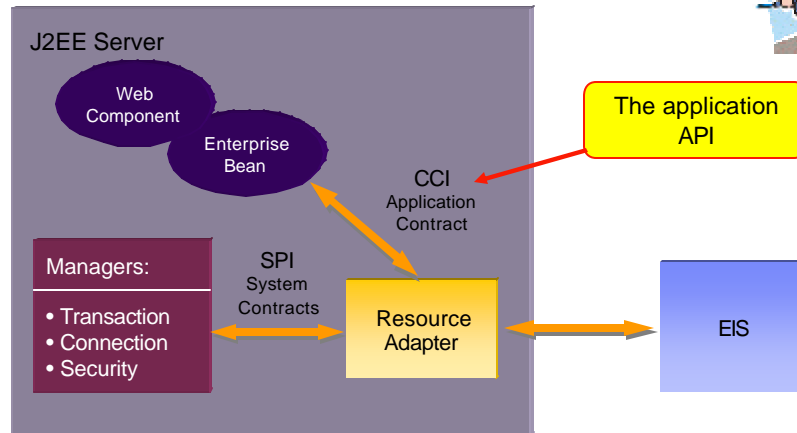 J2EE Server
Web
Component
Enterprise
Bean
The application
API
CCI
Application
Contract
Managers:
• Transaction
• Connection
• Security
SPI
System
Contracts
Resource
Adapter
EIS